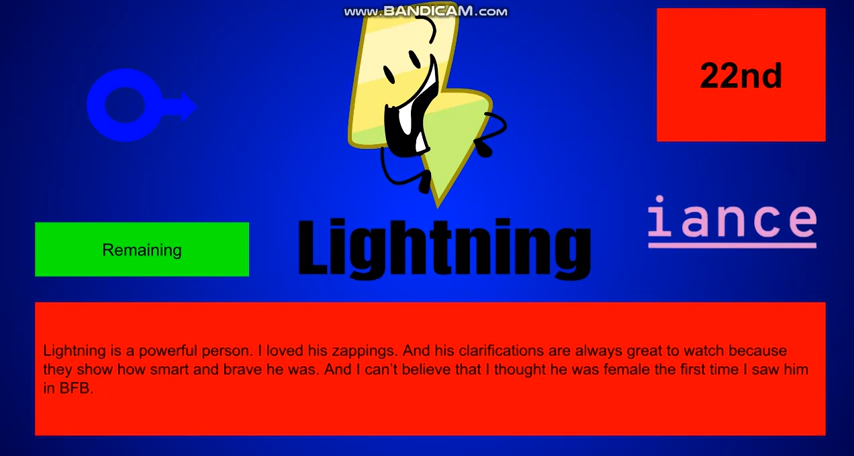 www.BANDICAM.com
22nd
iance
Remaining
Lightning
Lightning is a powerful person. I loved his zappings. And his clarifications are always great to watch because
they show how smart and brave he was. And I can't believe that I thought he was female the first time I saw him
in BFB.